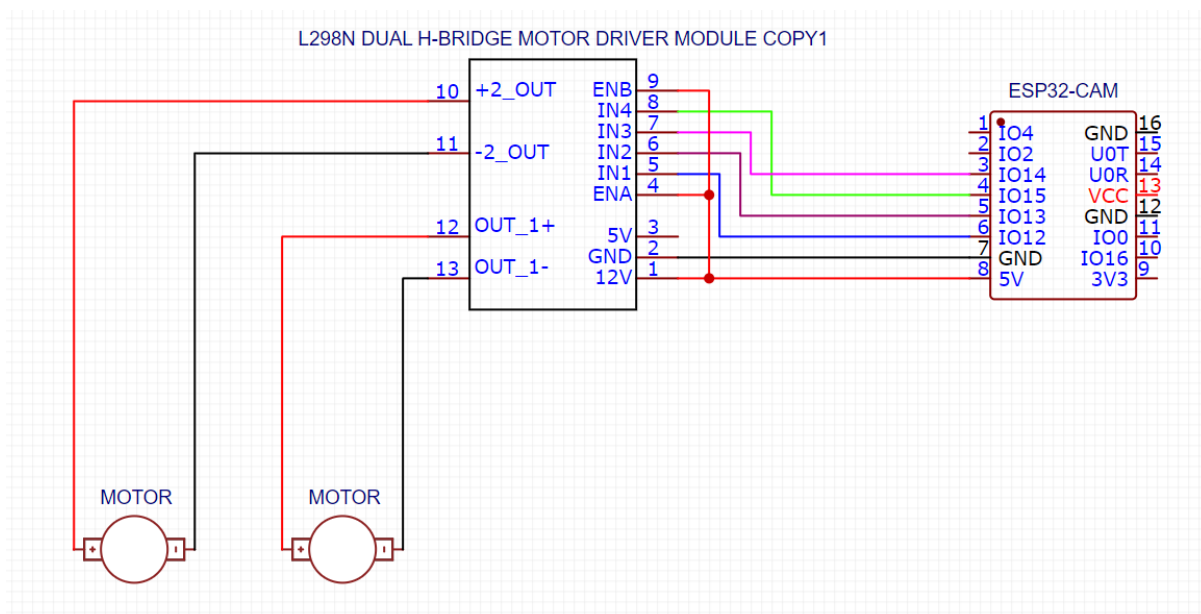 L298N DUAL H-BRIDGE MOTOR DRIVER MODULE COPY1
10 +2_OUT
11 -2_OUT
12 OUT_1+
13 OUT_1-
ENB 9
IN4 8
IN3 7
IN2 6
IN1 5
ENA 4
5V 3
GND 2
12V 1
ESP32-CAM
1 IO4
2 IO2
3 IO14
4 IO15
5 IO13
6 IO12
7 GND
8 5V
GND 16
U0T 15
U0R 14
VCC 13
GND 12
IO0 11
IO16 10
3V3 9
MOTOR
+ -
MOTOR
+ -